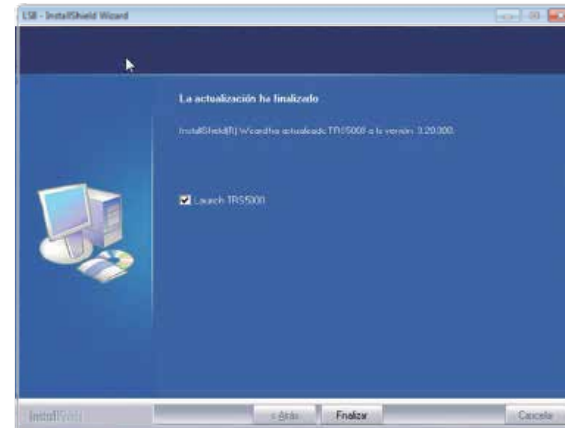 LSB - InstallShield Wizard
La actualización ha finalizado
InstallShield(R) Wizard ha actualizado TRS5000 a la versión 3.20.000.
Launch TRS5000
InstallShield
< Atrás
Finalizar
Cancelar